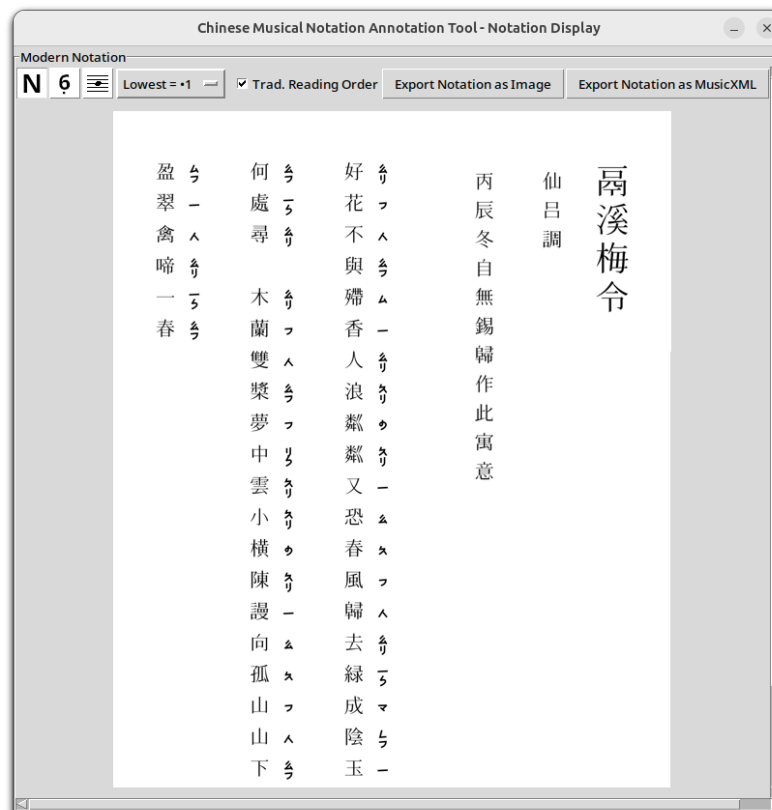 Chinese Musical Notation Annotation Tool - Notation Display
Modern Notation
N 6̣ Lowest = •1 Trad. Reading Order Export Notation as Image Export Notation as MusicXML
鬲溪梅令
仙呂調
丙辰冬自無錫歸作此寓意
好花不與殢香人浪粼粼又恐春風歸去緑成陰玉
何處尋 木蘭雙槳夢中雲小橫陳謾向孤山山下
盈翠禽啼一春